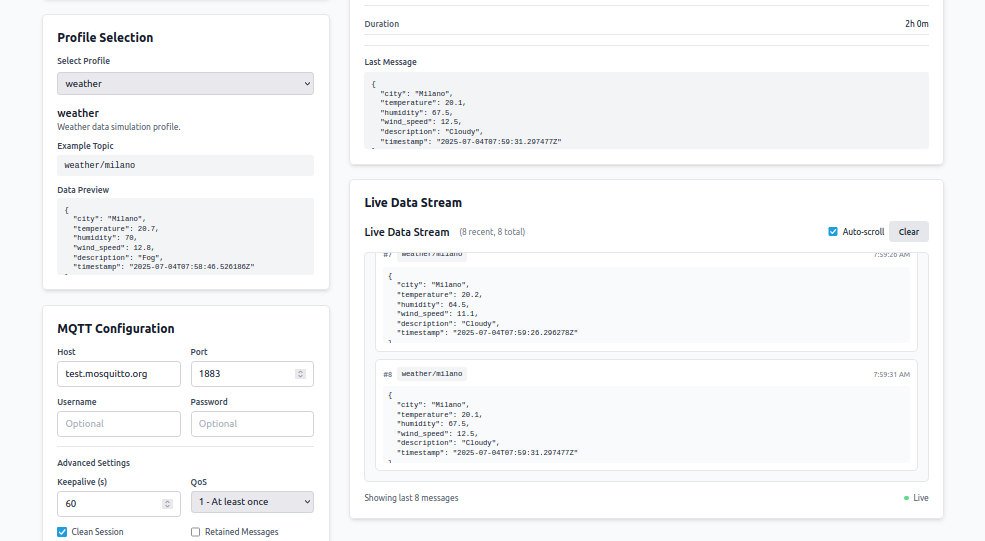 Profile Selection
Select Profile
weather
weather
Weather data simulation profile.
Example Topic
weather/milano
Data Preview
{
"city": "Milano",
"temperature": 20.7,
"humidity": 70,
"wind_speed": 12.8,
"description": "Fog",
"timestamp": "2025-07-04T07:58:46.526186Z"
MQTT Configuration
Host Port
test.mosquitto.org 1883
Username Password
Optional Optional
Advanced Settings
Keepalive (s) QoS
60 1 - At least once
Clean Session Retained Messages
Duration 2h 0m
Last Message
{
"city": "Milano",
"temperature": 20.1,
"humidity": 67.5,
"wind_speed": 12.5,
"description": "Cloudy",
"timestamp": "2025-07-04T07:59:31.297477Z"
Live Data Stream
Live Data Stream (8 recent, 8 total) Auto-scroll Clear
#7 weather/milano 7:59:26 AM
{
"city": "Milano",
"temperature": 20.2,
"humidity": 64.5,
"wind_speed": 11.1,
"description": "Cloudy",
"timestamp": "2025-07-04T07:59:26.296278Z"
}
#8 weather/milano 7:59:31 AM
{
"city": "Milano",
"temperature": 20.1,
"humidity": 67.5,
"wind_speed": 12.5,
"description": "Cloudy",
"timestamp": "2025-07-04T07:59:31.297477Z"
}
Showing last 8 messages Live